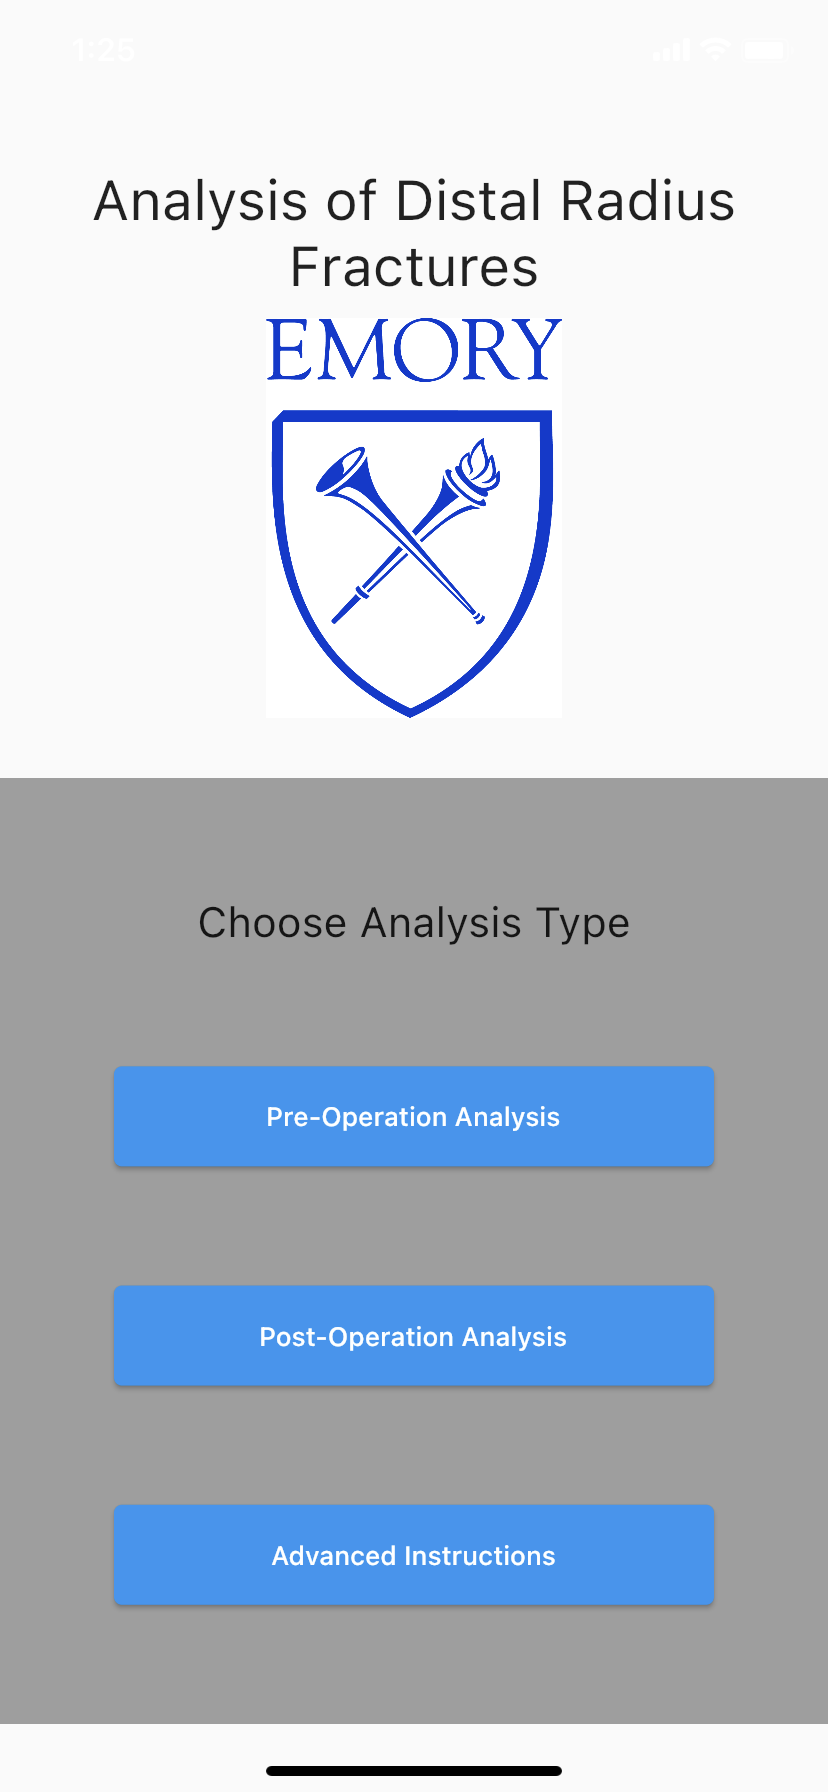 1:25
Analysis of Distal Radius
Fractures
EMORY
Choose Analysis Type
Pre-Operation Analysis
Post-Operation Analysis
Advanced Instructions